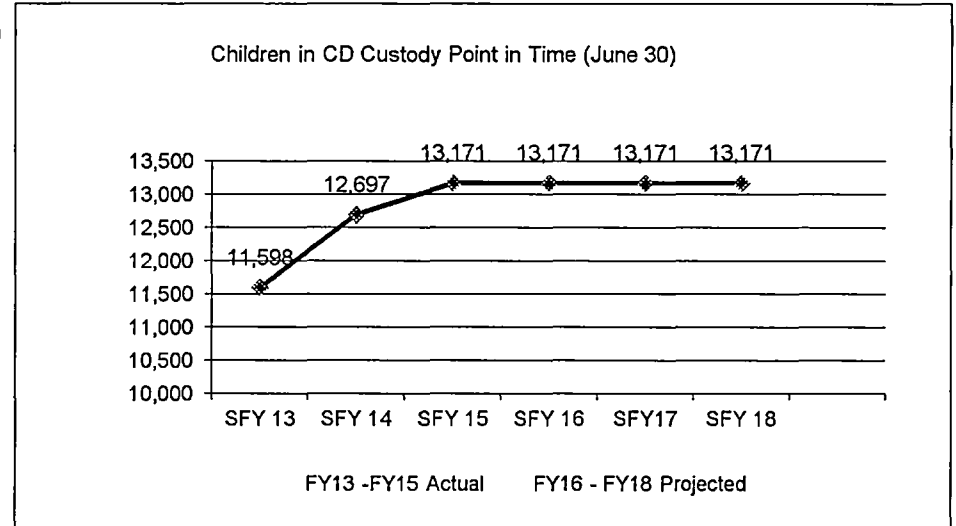 Children in CD Custody Point in Time (June 30)
13,171 13,171 13,171 13,171
13,500
13,000
12,697
12,500
12,000
11,598
11,500
11,000
10,500
10,000
SFY 13 SFY 14 SFY 15 SFY 16 SFY17 SFY 18
FY13 -FY15 Actual FY16 - FY18 Projected